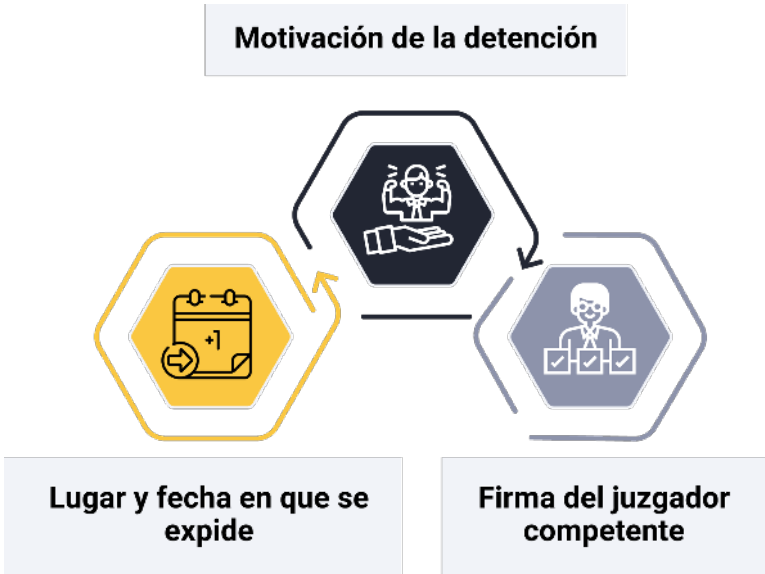 Motivación de la detención
+1
Lugar y fecha en que se
expide
Firma del juzgador
competente